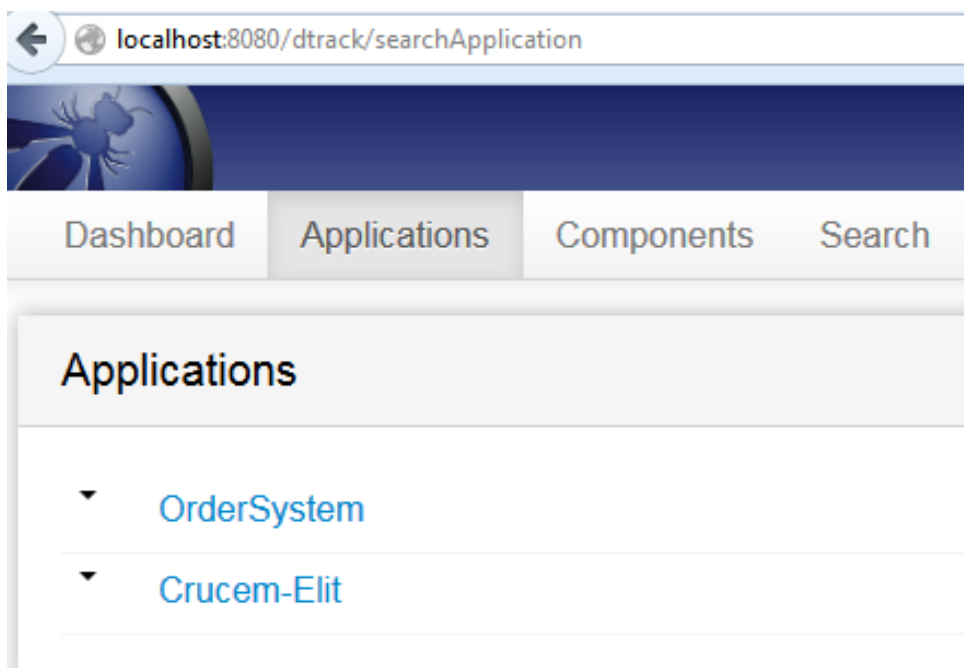 localhost:8080/dtrack/searchApplication
Dashboard Applications Components Search
Applications
OrderSystem
Crucem-Elit